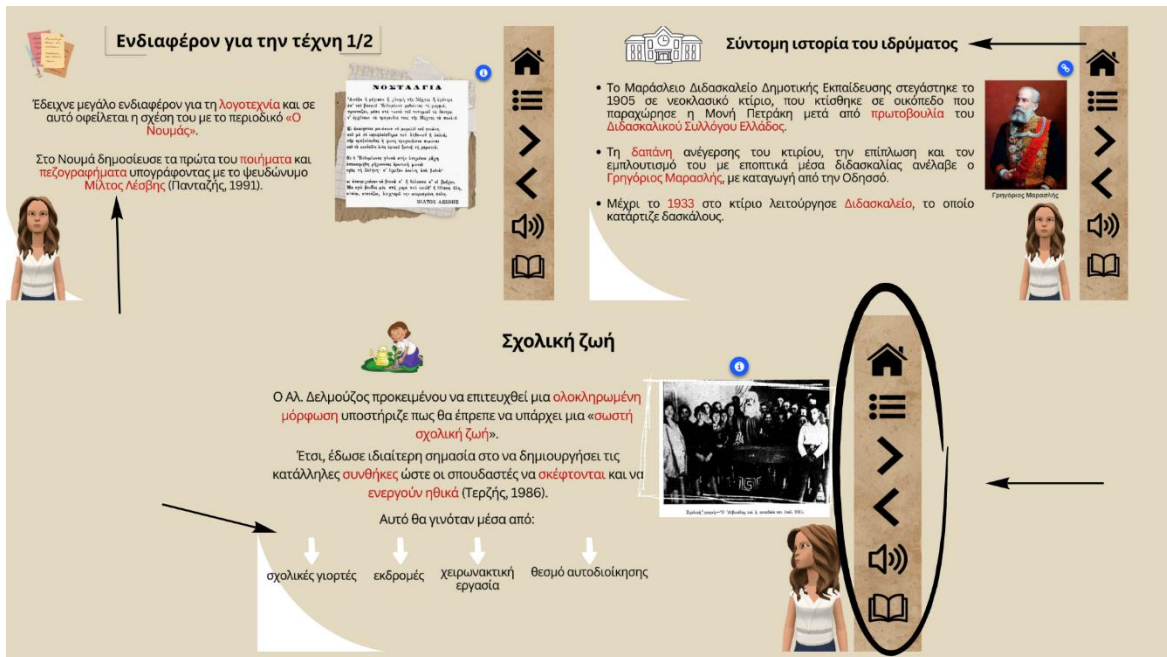 Ενδιαφέρον για την τέχνη 1/2
Έδειχνε μεγάλο ενδιαφέρον για τη λογοτεχνία και σε
αυτό οφείλεται η σχέση του με το περιοδικό «Ο
Νουμάς».
Στο Νουμά δημοσίευσε τα πρώτα του ποιήματα και
πεζογραφήματα υπογράφοντας με το ψευδώνυμο
Μίλτος Λέσβης (Πανταζής, 1991).
ΝΟΣΤΑΛΓΙΑ
ΜΙΛΤΟΣ ΛΕΣΒΗΣ
Σύντομη ιστορία του ιδρύματος
• Το Μαράσλειο Διδασκαλείο Δημοτικής Εκπαίδευσης στεγάστηκε το
1905 σε νεοκλασικό κτίριο, που κτίσθηκε σε οικόπεδο που
παραχώρησε η Μονή Πετράκη μετά από πρωτοβουλία του
Διδασκαλικού Συλλόγου Ελλάδος.
• Τη δαπάνη ανέγερσης του κτιρίου, την επίπλωση και τον
εμπλουτισμό του με εποπτικά μέσα διδασκαλίας ανέλαβε ο
Γρηγόριος Μαρασλής, με καταγωγή από την Οδησσό.
• Μέχρι το 1933 στο κτίριο λειτούργησε Διδασκαλείο, το οποίο
κατάρτιζε δασκάλους.
Γρηγόριος Μαρασλής
Σχολική ζωή
Ο Αλ. Δελμούζος προκειμένου να επιτευχθεί μια ολοκληρωμένη
μόρφωση υποστήριζε πως θα έπρεπε να υπάρχει μια «σωστή
σχολική ζωή».
Έτσι, έδωσε ιδιαίτερη σημασία στο να δημιουργήσει τις
κατάλληλες συνθήκες ώστε οι σπουδαστές να σκέφτονται και να
ενεργούν ηθικά (Τερζής, 1986).
Αυτό θα γινόταν μέσα από:
σχολικές γιορτές
εκδρομές
χειρωνακτική
εργασία
θεσμό αυτοδιοίκησης